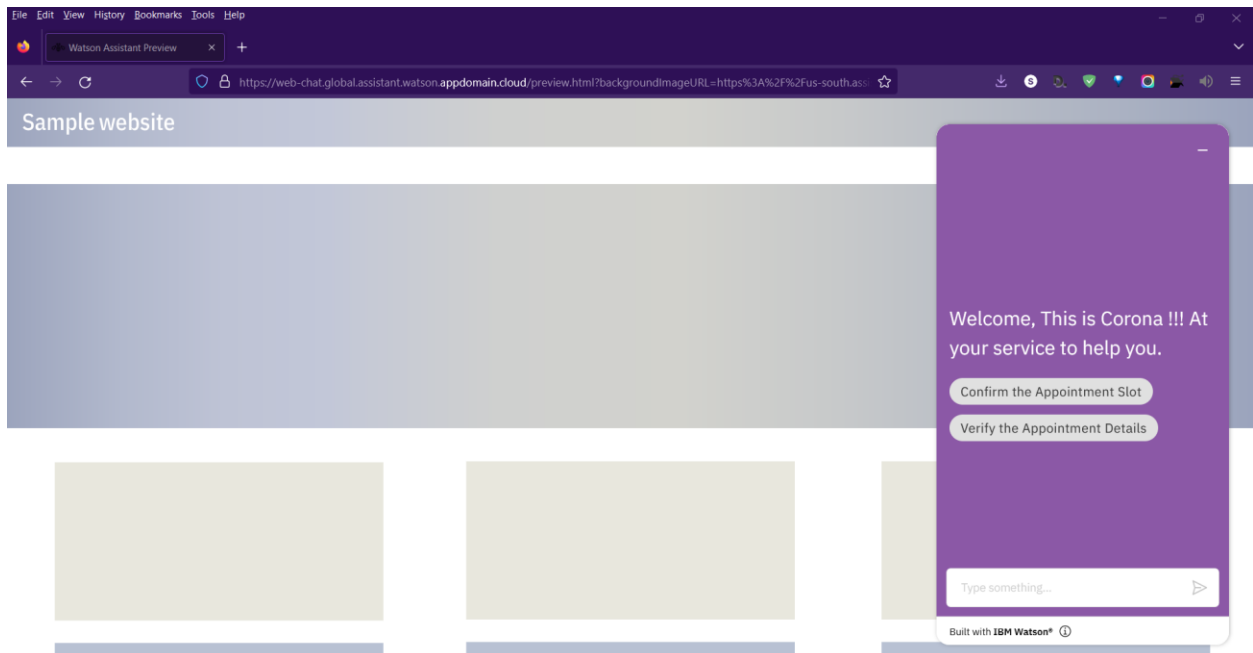 File Edit View History Bookmarks Tools Help
Watson Assistant Preview
https://web-chat.global.assistant.watson.appdomain.cloud/preview.html?backgroundImageURL=https%3A%2F%2Fus-south.ass
Sample website
Welcome, This is Corona !!! At
your service to help you.
Confirm the Appointment Slot
Verify the Appointment Details
Type something...
Built with IBM Watson®